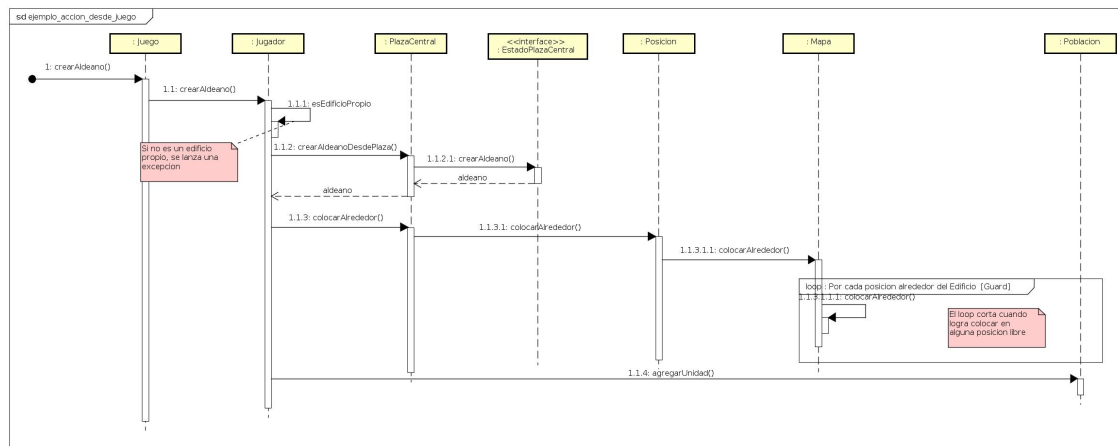 sd ejemplo_accion_desde_juego
: Juego
: Jugador
: PlazaCentral
<<interface>>
: EstadoPlazaCentral
: Posicion
: Mapa
: Poblacion
1: crearAldeano()
1.1: crearAldeano()
1.1.1: esEdificioPropio
Si no es un edificio
propio, se lanza una
excepcion
1.1.2: crearAldeanoDesdePlaza()
1.1.2.1: crearAldeano()
aldeano
aldeano
1.1.3: colocarAlrededor()
1.1.3.1: colocarAlrededor()
1.1.3.1.1: colocarAlrededor()
loop : Por cada posicion alrededor del Edificio [Guard]
1.1.3.1.1.1: colocarAlrededor()
El loop corta cuando
logra colocar en
alguna posicion libre
1.1.4: agregarUnidad()